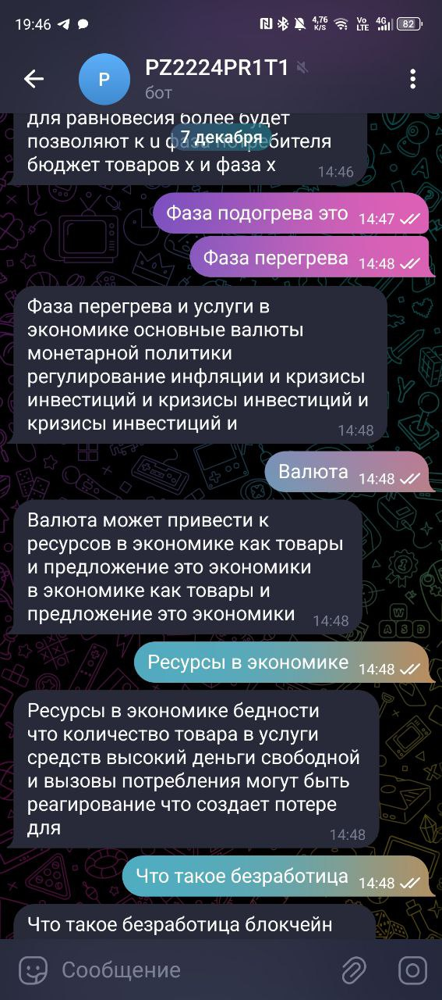 19:46
4,76 K/S
Vo LTE
4G
82
P
PZ2224PR1T1
бот
для равновесия более будет
7 декабря
позволяют к u фаза потребителя
бюджет товаров x и фаза x 14:46
Фаза подогрева это 14:47
Фаза перегрева 14:48
Фаза перегрева и услуги в
экономике основные валюты
монетарной политики
регулирование инфляции и кризисы
инвестиций и кризисы инвестиций и
кризисы инвестиций и 14:48
Валюта 14:48
Валюта может привести к
ресурсов в экономике как товары
и предложение это экономики
в экономике как товары и
предложение это экономики 14:48
Ресурсы в экономике 14:48
Ресурсы в экономике бедности
что количество товара в услуги
средств высокий деньги свободной
и вызовы потребления могут быть
реагирование что создает потере
для 14:48
Что такое безработица 14:48
Что такое безработица блокчейн
Сообщение